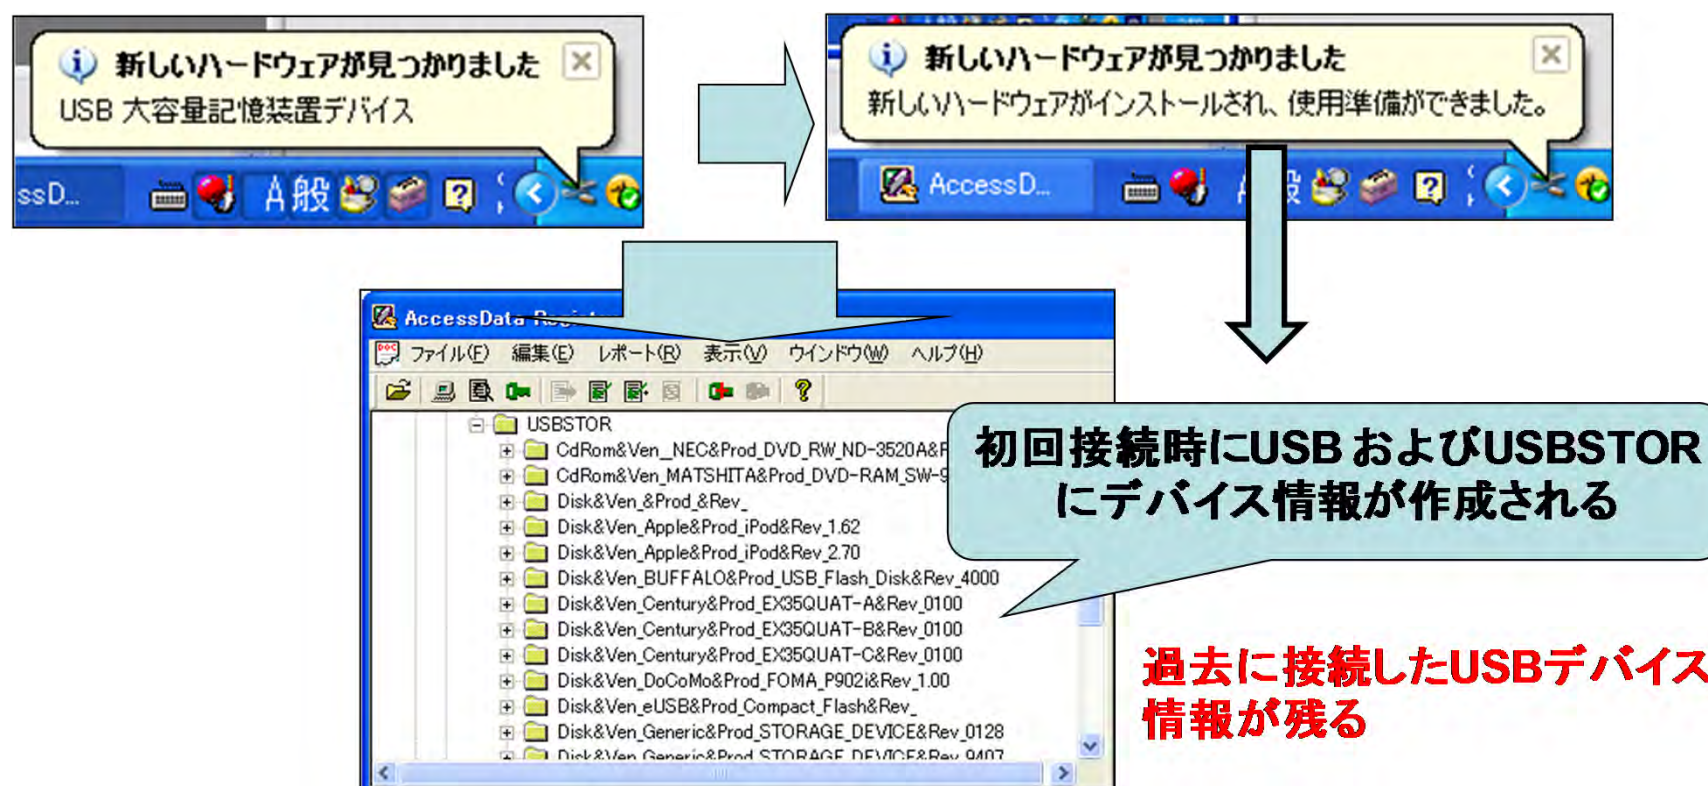 新しいハードウェアが見つかりました
USB 大容量記憶装置デバイス
ssD...
A 般
新しいハードウェアが見つかりました
新しいハードウェアがインストールされ、使用準備ができました。
AccessD...
AccessData
ファイル(F) 編集(E) レポート(R) 表示(V) ウインドウ(W) ヘルプ(H)
USBSTOR
CdRom&Ven__NEC&Prod_DVD_RW_ND-3520A&R
CdRom&Ven_MATSHITA&Prod_DVD-RAM_SW-9
Disk&Ven_&Prod_&Rev_
Disk&Ven_Apple&Prod_iPod&Rev_1.62
Disk&Ven_Apple&Prod_iPod&Rev_2.70
Disk&Ven_BUFFALO&Prod_USB_Flash_Disk&Rev_4000
Disk&Ven_Century&Prod_EX35QUAT-A&Rev_0100
Disk&Ven_Century&Prod_EX35QUAT-B&Rev_0100
Disk&Ven_Century&Prod_EX35QUAT-C&Rev_0100
Disk&Ven_DoCoMo&Prod_FOMA_P902i&Rev_1.00
Disk&Ven_eUSB&Prod_Compact_Flash&Rev_
Disk&Ven_Generic&Prod_STORAGE_DEVICE&Rev_0128
Disk&Ven_Generic&Prod_STORAGE_DEVICE&Rev_9407
初回接続時にUSB およびUSBSTOR
にデバイス情報が作成される
過去に接続したUSBデバイス
情報が残る